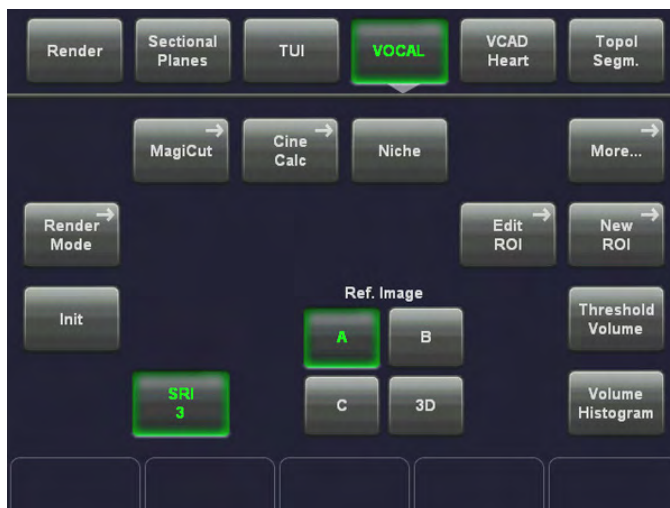 Render
Sectional
Planes
TUI
VOCAL
VCAD
Heart
Topol
Segm.
MagiCut
Cine
Calc
Niche
More...
Render
Mode
Edit
ROI
New
ROI
Init
Ref. Image
A
B
Threshold
Volume
SRI
3
C
3D
Volume
Histogram